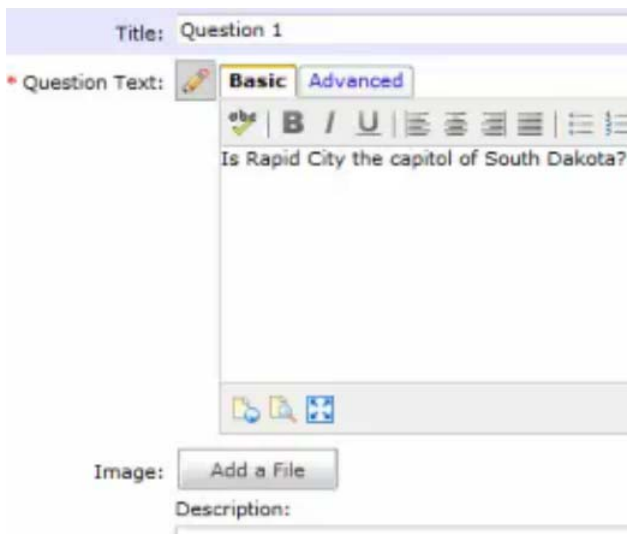 Title: Question 1
* Question Text: Basic Advanced
abc B I U
Is Rapid City the capitol of South Dakota?
Image: Add a File
Description: